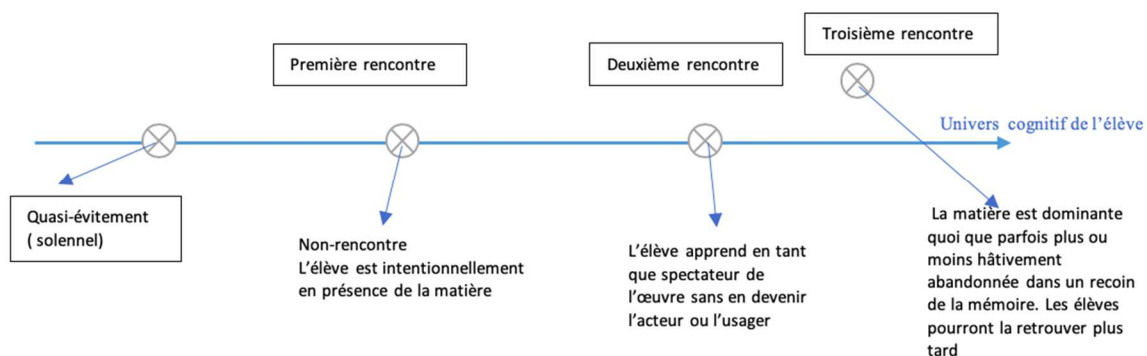 Troisième rencontre
Première rencontre
Deuxième rencontre
Univers cognitif de l'élève
Quasi-évitement
( solennel)
Non-rencontre
L'élève est intentionnellement
en présence de la matière
L'élève apprend en tant
que spectateur de
l'œuvre sans en devenir
l'acteur ou l'usager
La matière est dominante
quoi que parfois plus ou
moins hâtivement
abandonnée dans un recoin
de la mémoire. Les élèves
pourront la retrouver plus
tard